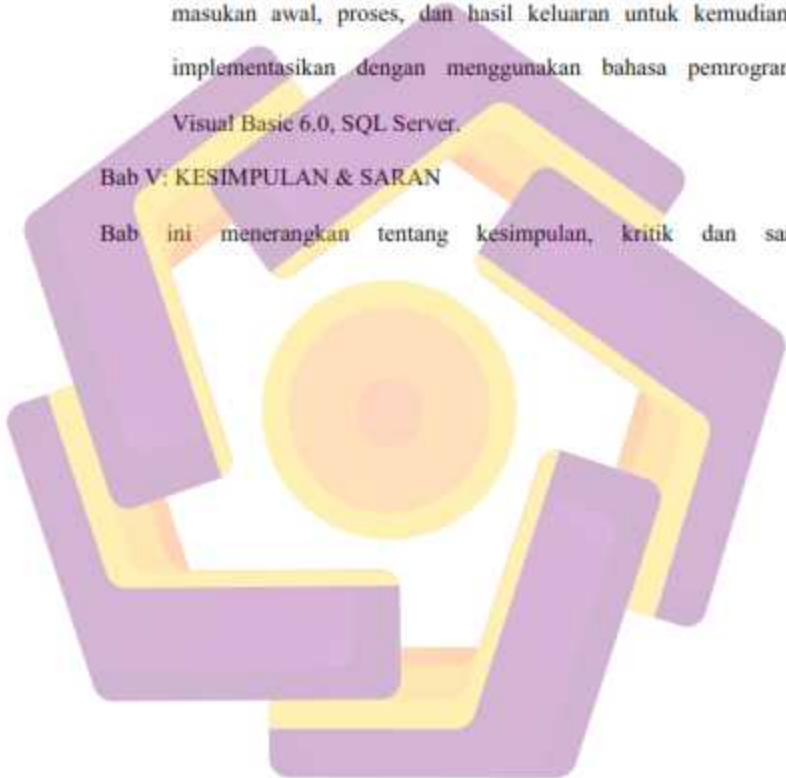 masukan awal, proses, dan hasil keluaran untuk kemudian
implementasikan dengan menggunakan bahasa
Visual Basic 6.0, SQL Server.
Bab V: KESIMPULAN & SARAN
Bab ini menerangkan tentang kesimpulan, kritik dan